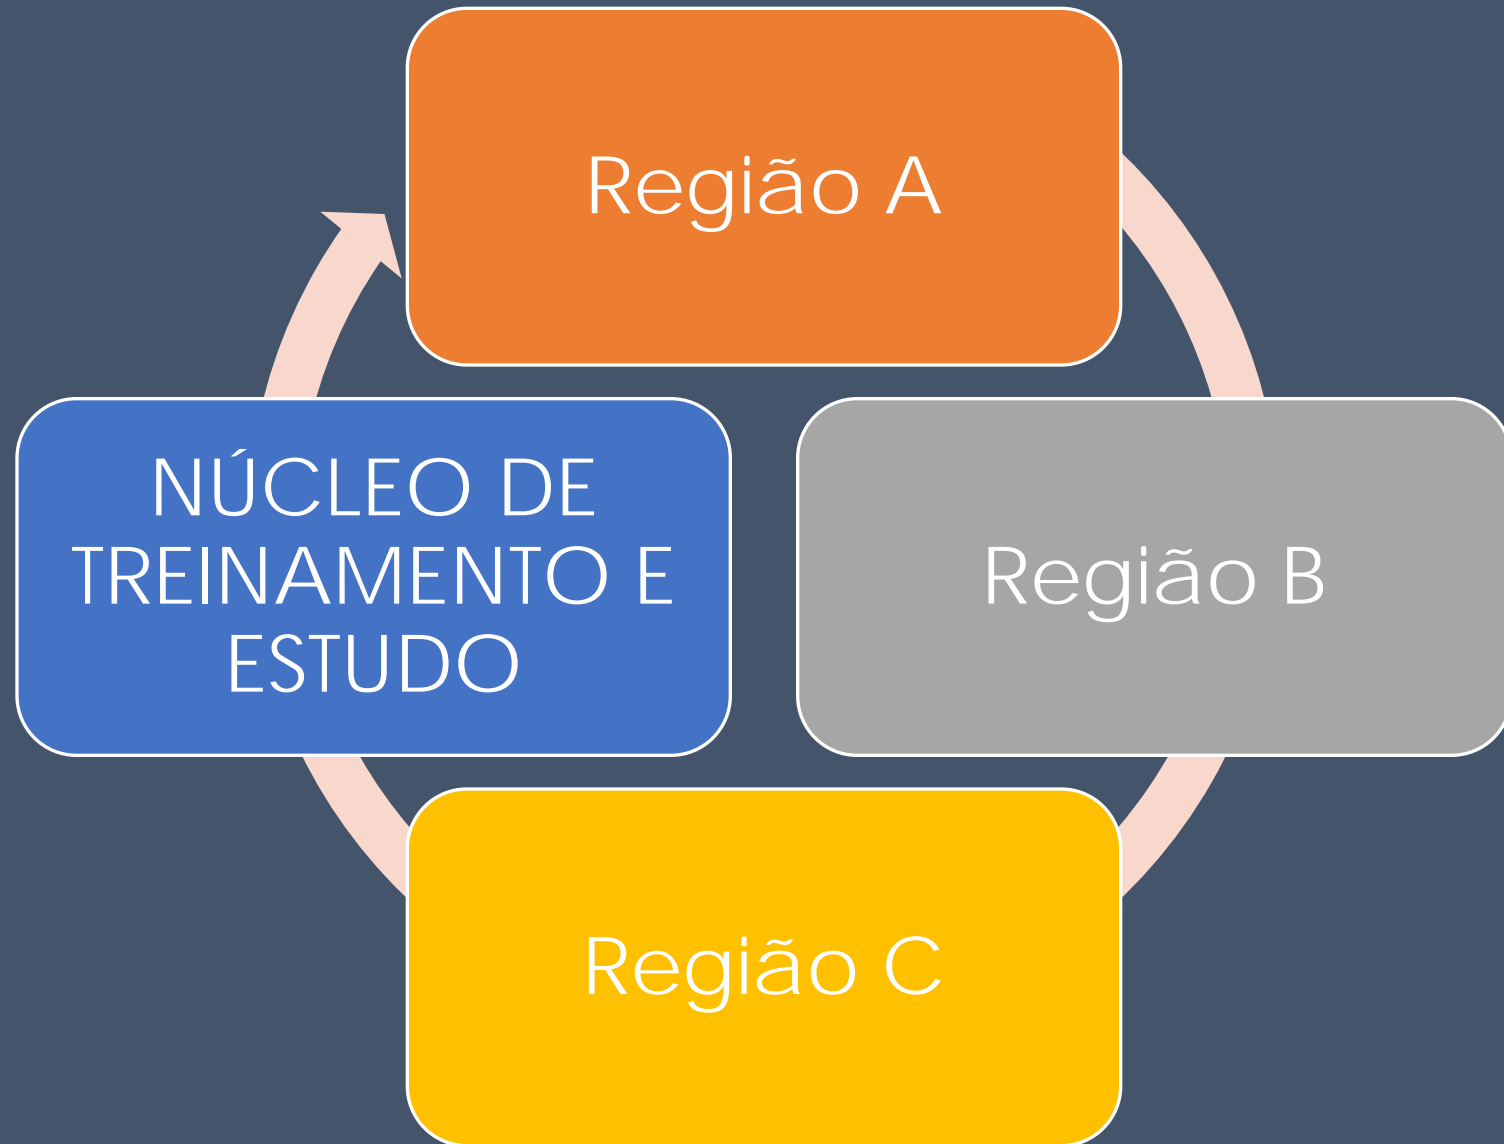 Região A
NÚCLEO DE
TREINAMENTO E
ESTUDO
Região B
Região C